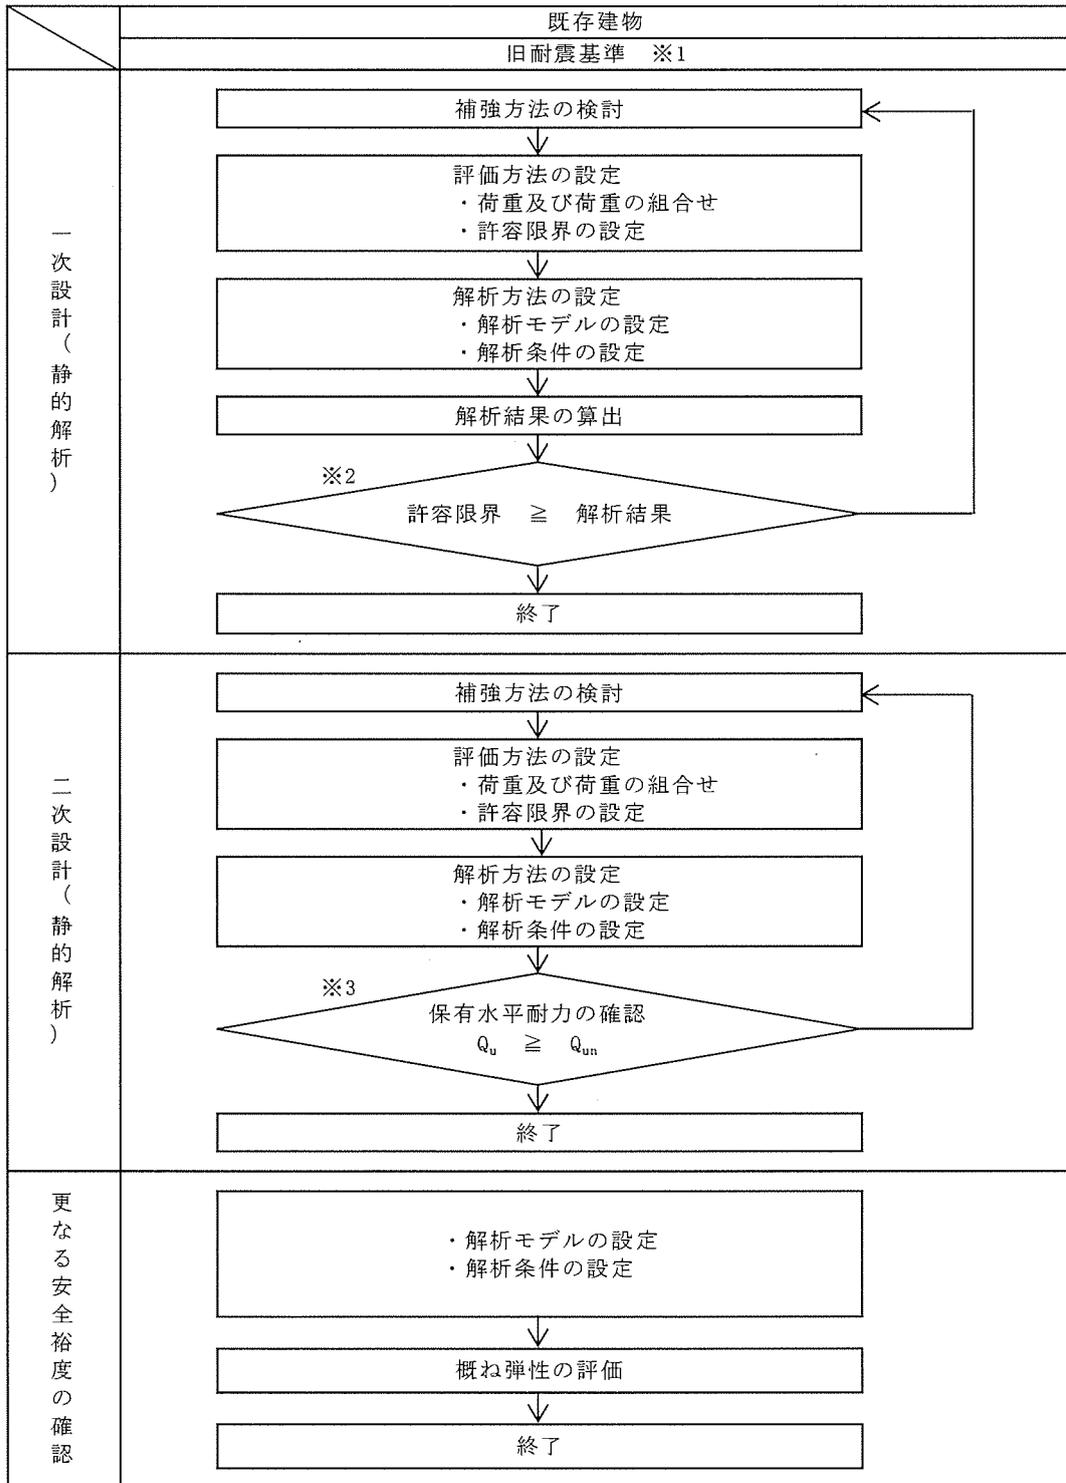 既存建物
旧耐震基準　※1
一次設計（静的解析）
補強方法の検討
評価方法の設定
・荷重及び荷重の組合せ
・許容限界の設定
解析方法の設定
・解析モデルの設定
・解析条件の設定
解析結果の算出
※2
許容限界　≧　解析結果
終了
二次設計（静的解析）
補強方法の検討
評価方法の設定
・荷重及び荷重の組合せ
・許容限界の設定
解析方法の設定
・解析モデルの設定
・解析条件の設定
※3
保有水平耐力の確認
Qu　≧　Qun
終了
更なる安全裕度の確認
・解析モデルの設定
・解析条件の設定
概ね弾性の評価
終了